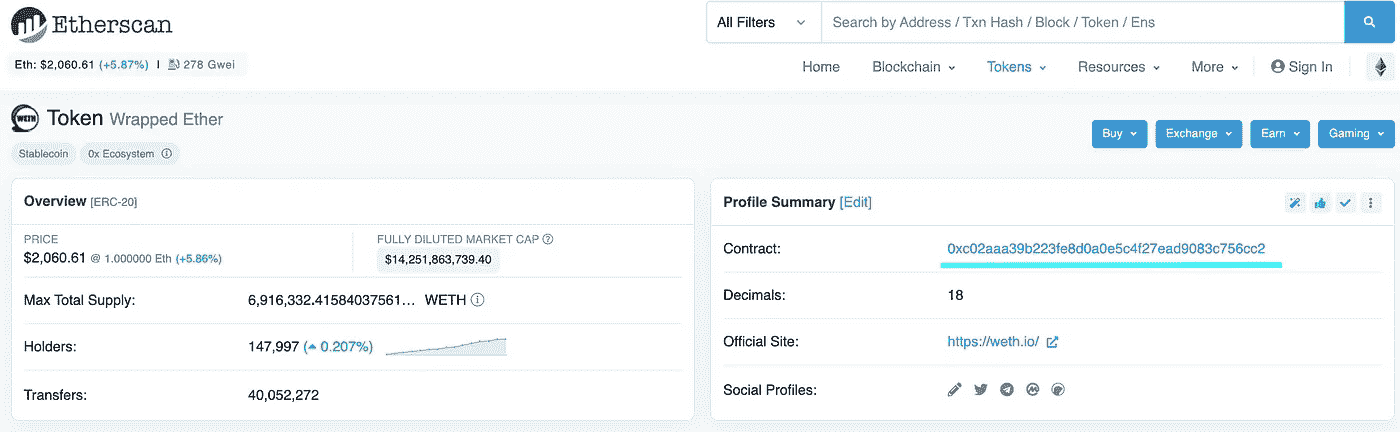 Etherscan
All Filters
Search by Address / Txn Hash / Block / Token / Ens
Eth: $2,060.61 (+5.87%) | 278 Gwei
Home Blockchain Tokens Resources More Sign In
WETH
Token Wrapped Ether
Buy Exchange Earn Gaming
Stablecoin 0x Ecosystem
Overview [ERC-20]
PRICE
$2,060.61 @ 1.000000 Eth (+5.86%)
FULLY DILUTED MARKET CAP
$14,251,863,739.40
Max Total Supply: 6,916,332.41584037561... WETH
Holders: 147,997 (0.207%)
Transfers: 40,052,272
Profile Summary [Edit]
Contract: 0xc02aaa39b223fe8d0a0e5c4f27ead9083c756cc2
Decimals: 18
Official Site: https://weth.io/
Social Profiles: